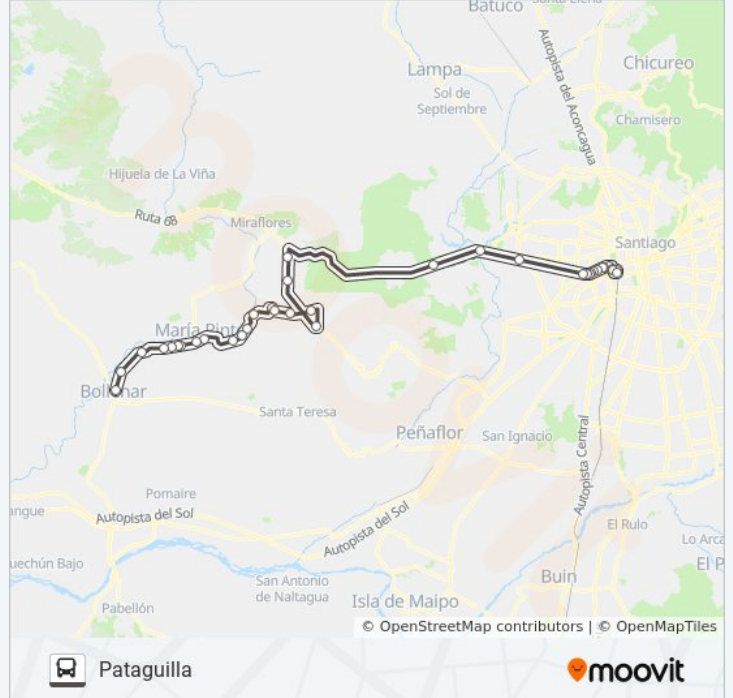 Batuco
Lampa
Chicureo
Sol de
Septiembre
Autopista del Aconcagua
Chamisero
Hijuela de La Viña
Ruta 68
Miraflores
Santiago
María Pinto
Santa Teresa
Peñaflor
San Ignacio
Autopista Central
Pomaire
Autopista del Sol
Autopista del Sol
El Rulo
Buin
San Antonio
de Naltagua
Isla de Maipo
Pabellón
© OpenStreetMap contributors | © OpenMapTiles
Pataguilla
moovit